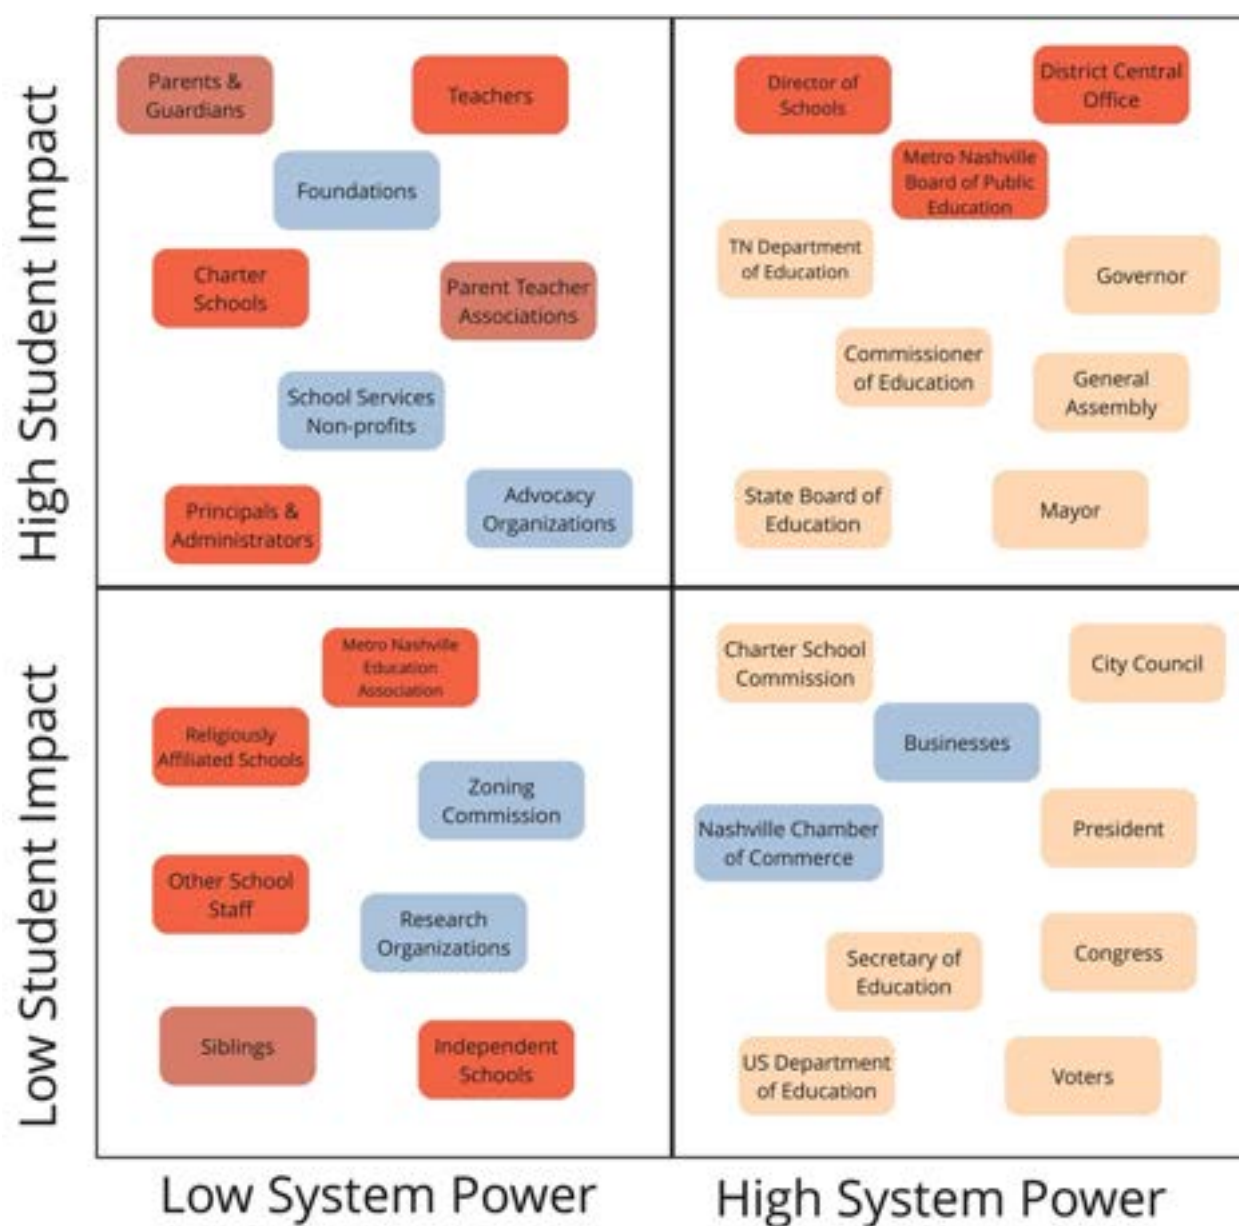 High Student Impact
Parents &
Guardians
Teachers
Foundations
Charter
Schools
Parent Teacher
Associations
School Services
Non-profits
Principals &
Administrators
Advocacy
Organizations
Director of
Schools
District Central
Office
Metro Nashville
Board of Public
Education
TN Department
of Education
Governor
Commissioner
of Education
General
Assembly
State Board of
Education
Mayor
Low Student Impact
Metro Nashville
Education
Association
Religiously
Affiliated Schools
Zoning
Commission
Other School
Staff
Research
Organizations
Siblings
Independent
Schools
Charter School
Commission
City Council
Businesses
Nashville Chamber
of Commerce
President
Secretary of
Education
Congress
US Department
of Education
Voters
Low System Power
High System Power